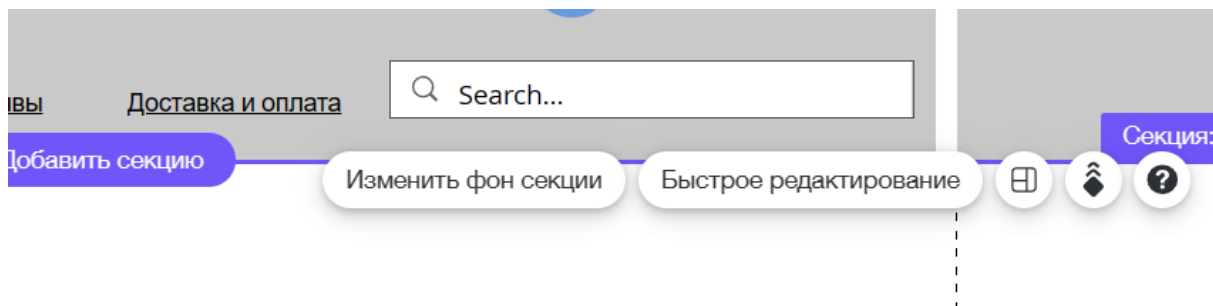 Доставка и оплата
Search...
Добавить секцию
Секция:
Изменить фон секции
Быстрое редактирование